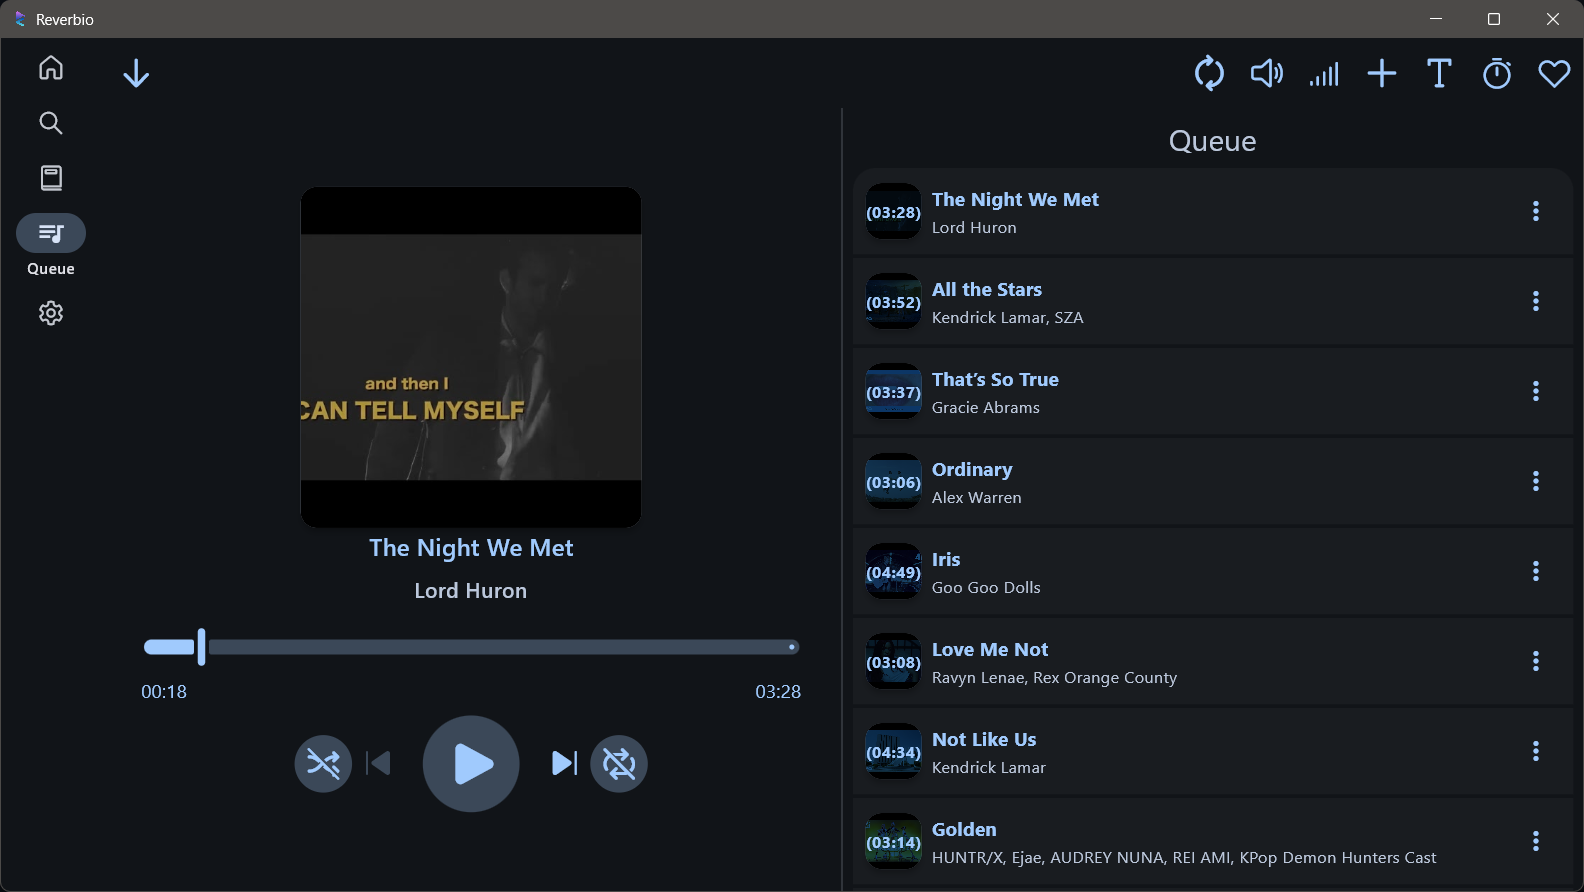 Reverbio
Queue
and then I
CAN TELL MYSELF
The Night We Met
Lord Huron
00:18
03:28
Queue
(03:28)
The Night We Met
Lord Huron
(03:52)
All the Stars
Kendrick Lamar, SZA
(03:37)
That’s So True
Gracie Abrams
(03:06)
Ordinary
Alex Warren
(04:49)
Iris
Goo Goo Dolls
(03:08)
Love Me Not
Ravyn Lenae, Rex Orange County
(04:34)
Not Like Us
Kendrick Lamar
(03:14)
Golden
HUNTR/X, Ejae, AUDREY NUNA, REI AMI, KPop Demon Hunters Cast